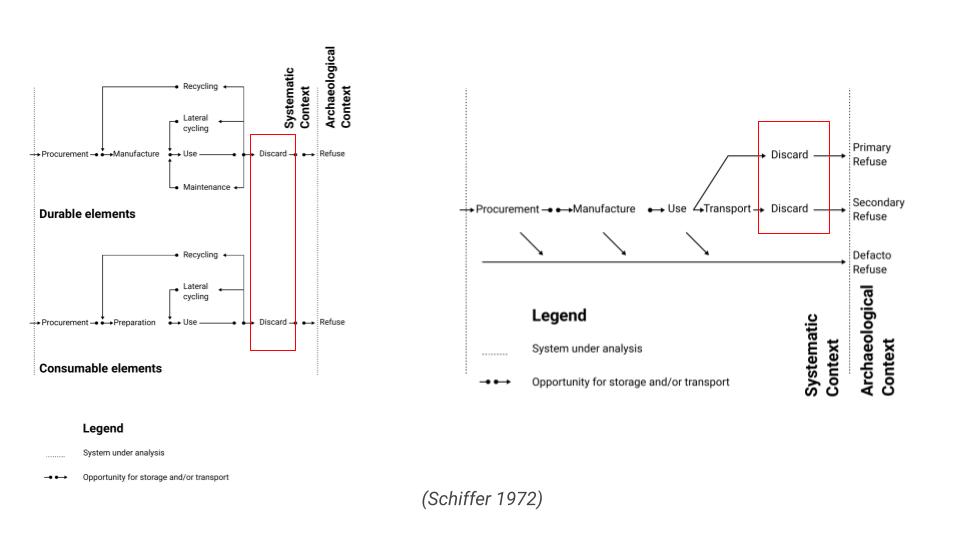 Systematic
Context
Archaeological
Context
Recycling
Lateral
cycling
Procurement
Manufacture
Use
Discard
Refuse
Maintenance
Durable elements
Recycling
Lateral
cycling
Procurement
Preparation
Use
Discard
Refuse
Consumable elements
Legend
System under analysis
Opportunity for storage and/or transport
Discard
Primary
Refuse
Procurement
Manufacture
Use
Transport
Discard
Secondary
Refuse
Defacto
Refuse
Legend
System under analysis
Opportunity for storage and/or transport
Systematic
Context
Archaeological
Context
(Schiffer 1972)